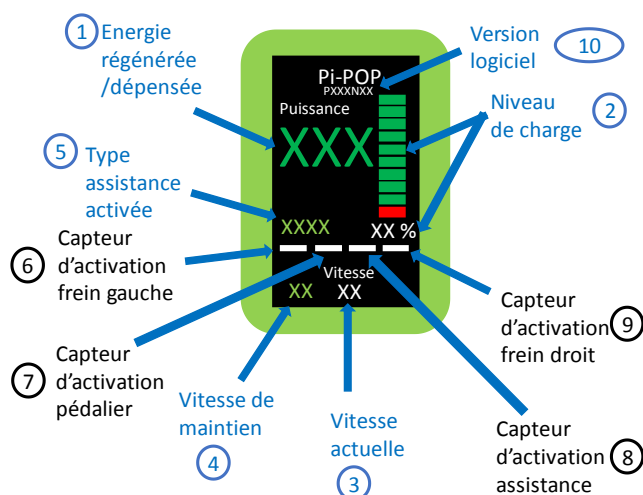 1
Energie
régénérée
/dépensée
Version
logiciel
10
Pi-POP
PXXXNXX
Puissance
XXX
Niveau
de charge
2
5
Type
assistance
activée
XXXX
XX %
6
Capteur
d’activation
frein gauche
Vitesse
XX
XX
Capteur
d’activation
frein droit
9
7
Capteur
d’activation
pédalier
Vitesse de
maintien
4
Vitesse
actuelle
3
Capteur
d’activation
assistance
8